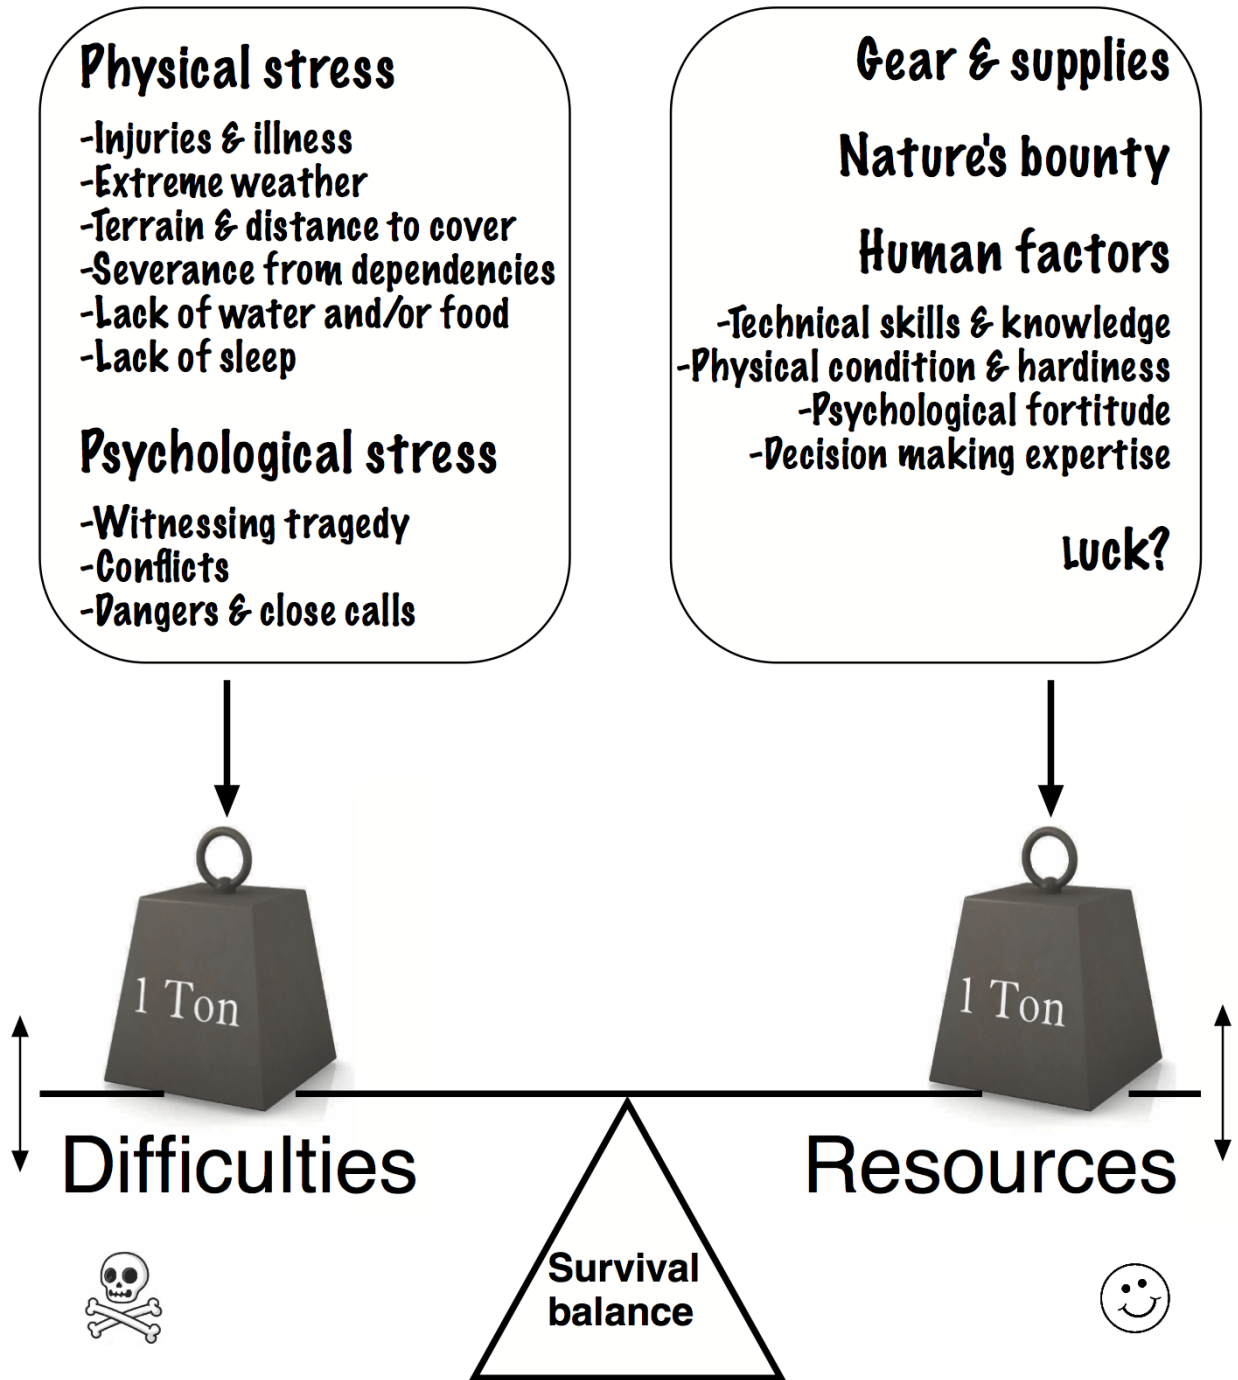 Physical stress
-Injuries & illness
-Extreme weather
-Terrain & distance to cover
-Severance from dependencies
-Lack of water and/or food
-Lack of sleep
Psychological stress
-Witnessing tragedy
-Conflicts
-Dangers & close calls
Gear & supplies
Nature's bounty
Human factors
-Technical skills & knowledge
-Physical condition & hardiness
-Psychological fortitude
-Decision making expertise
Luck?
1 Ton
1 Ton
Difficulties
Resources
Survival
balance